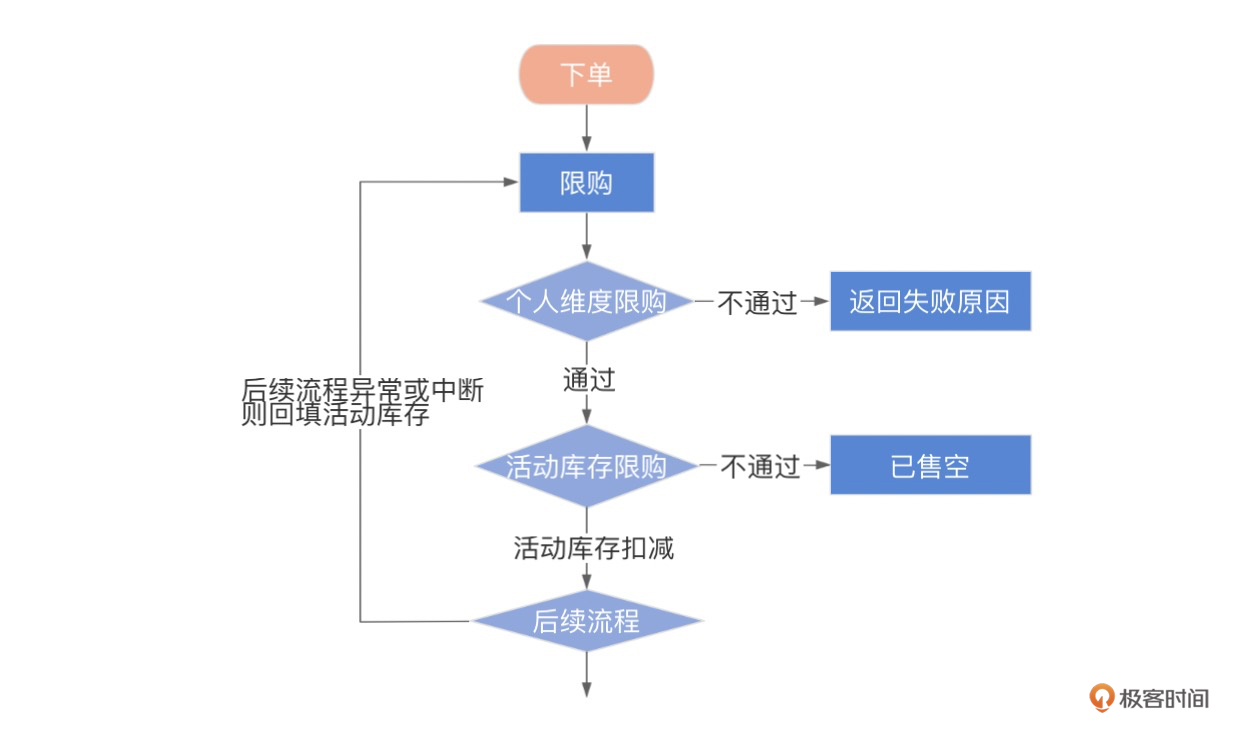 下单
限购
个人维度限购
不通过
返回失败原因
通过
后续流程异常或中断
则回填活动库存
活动库存限购
不通过
已售空
活动库存扣减
后续流程
极客时间